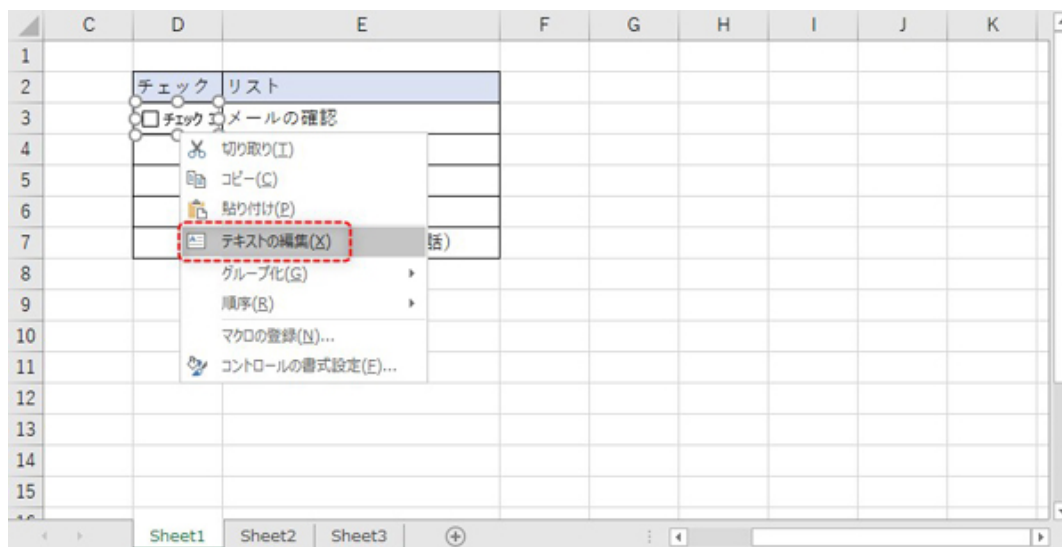 C D E F G H I J K
1
2 チェック リスト
3 チェック メールの確認
4 切り取り(T)
5 コピー(C)
6 貼り付け(P)
7 テキストの編集(X) 話)
8 グループ化(G)
9 順序(R)
10 マクロの登録(N)...
11 コントロールの書式設定(F)...
12
13
14
15
Sheet1 Sheet2 Sheet3